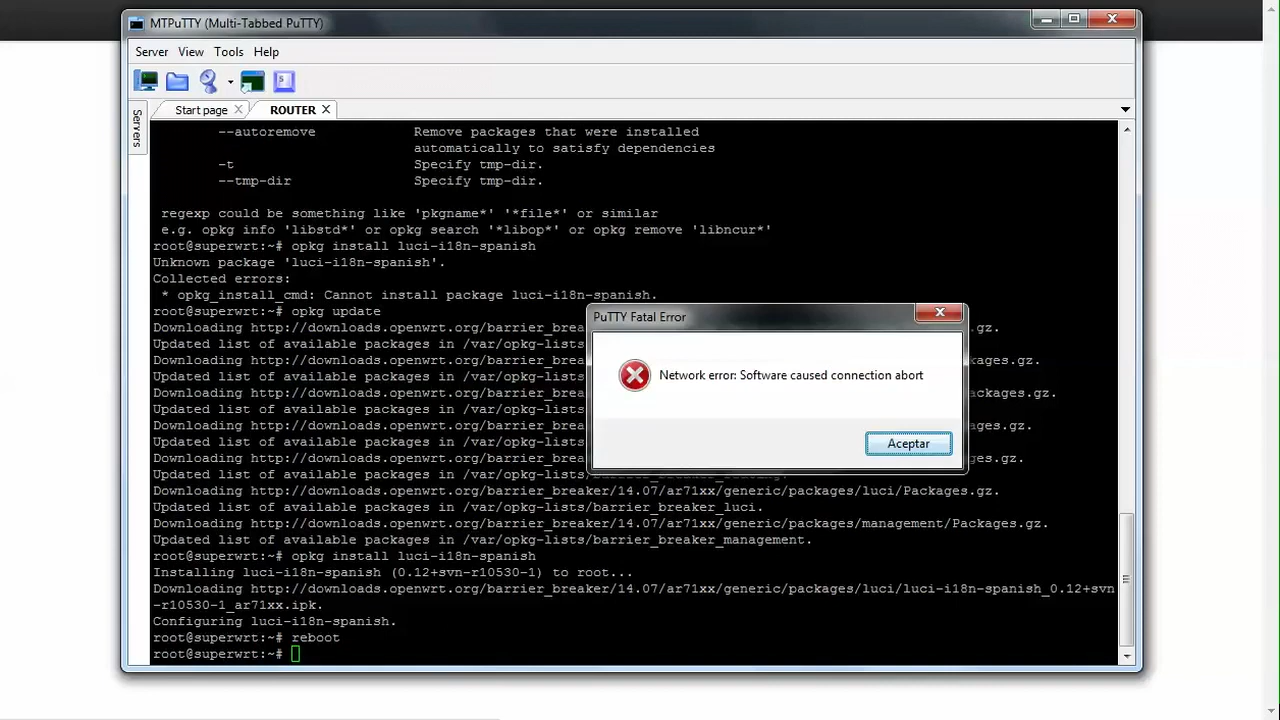 MTPuTTY (Multi-Tabbed PuTTY)
Server View Tools Help
Servers
Start page
ROUTER
--autoremove Remove packages that were installed
automatically to satisfy dependencies
-t Specify tmp-dir.
--tmp-dir Specify tmp-dir.
regexp could be something like 'pkgname*' '*file*' or similar
e.g. opkg info 'libstd*' or opkg search '*libop*' or opkg remove 'libncur*'
root@superwrt:~# opkg install luci-i18n-spanish
Unknown package 'luci-i18n-spanish'.
Collected errors:
* opkg_install_cmd: Cannot install package luci-i18n-spanish.
root@superwrt:~# opkg update
Downloading http://downloads.openwrt.org/barrier_brea .gz.
Updated list of available packages in /var/opkg-lists/
Downloading http://downloads.openwrt.org/barrier_brea ckages.gz.
Updated list of available packages in /var/opkg-lists/
Downloading http://downloads.openwrt.org/barrier_brea ackages.gz.
Updated list of available packages in /var/opkg-lists/
Downloading http://downloads.openwrt.org/barrier_brea kages.gz.
Updated list of available packages in /var/opkg-lists/
Downloading http://downloads.openwrt.org/barrier_brea es.gz.
Updated list of available packages in /var/opkg-lists/
Downloading http://downloads.openwrt.org/barrier_breaker/14.07/ar71xx/generic/packages/luci/Packages.gz.
Updated list of available packages in /var/opkg-lists/barrier_breaker_luci.
Downloading http://downloads.openwrt.org/barrier_breaker/14.07/ar71xx/generic/packages/management/Packages.gz.
Updated list of available packages in /var/opkg-lists/barrier_breaker_management.
root@superwrt:~# opkg install luci-i18n-spanish
Installing luci-i18n-spanish (0.12+svn-r10530-1) to root...
Downloading http://downloads.openwrt.org/barrier_breaker/14.07/ar71xx/generic/packages/luci/luci-i18n-spanish_0.12+svn
-r10530-1_ar71xx.ipk.
Configuring luci-i18n-spanish.
root@superwrt:~# reboot
root@superwrt:~#
PuTTY Fatal Error
Network error: Software caused connection abort
Aceptar